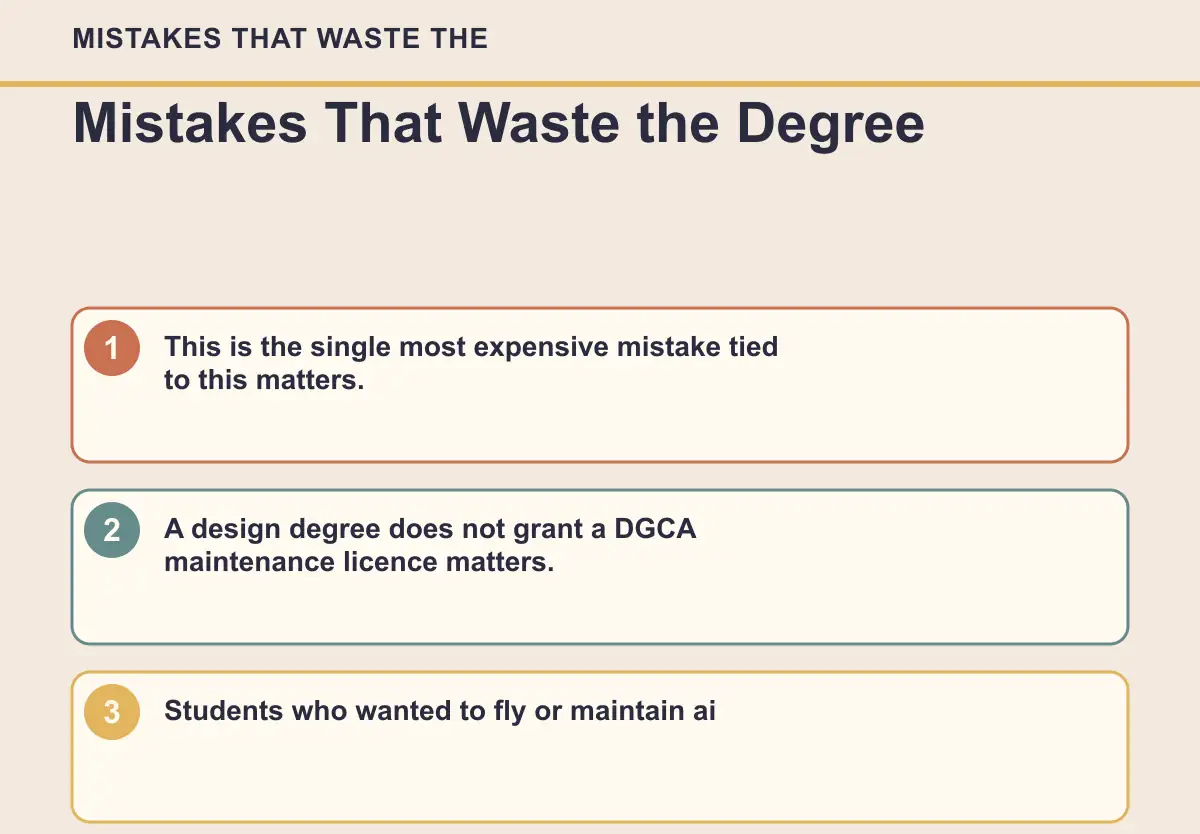 MISTAKES THAT WASTE THE
Mistakes That Waste the Degree
1
This is the single most expensive mistake tied
to this matters.
2
A design degree does not grant a DGCA
maintenance licence matters.
3
Students who wanted to fly or maintain ai